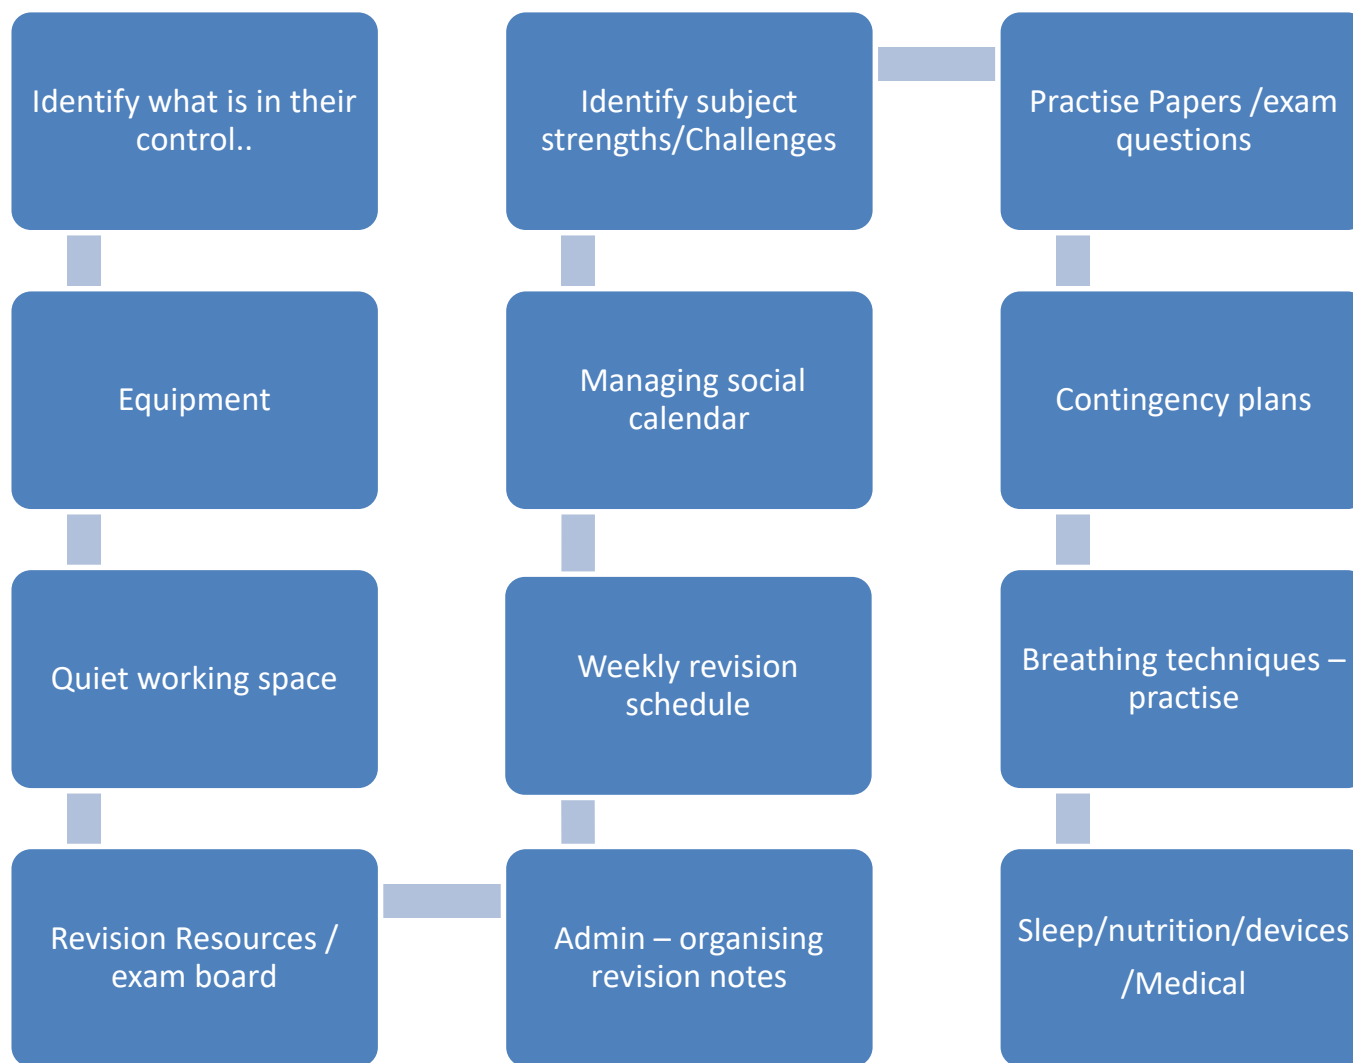 Identify what is in their
control..
Equipment
Quiet working space
Revision Resources /
exam board
Admin – organising
revision notes
Weekly revision
schedule
Managing social
calendar
Identify subject
strengths/Challenges
Practise Papers /exam
questions
Contingency plans
Breathing techniques –
practise
Sleep/nutrition/devices
/Medical